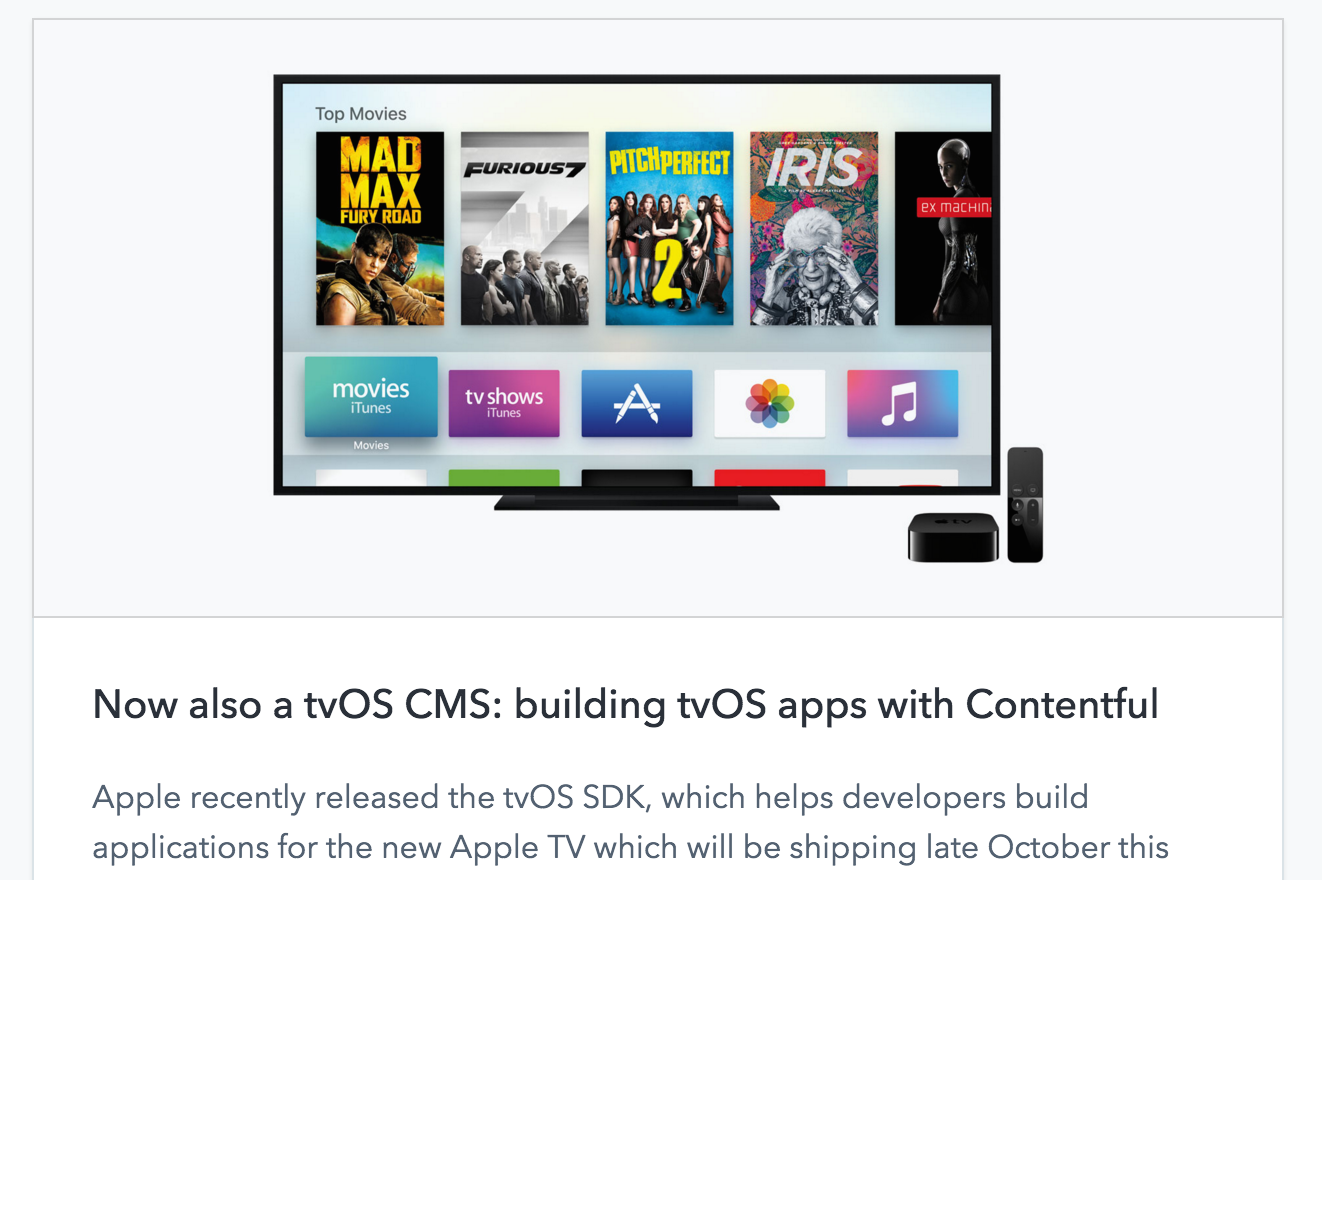 Top Movies
MAD
MAX
FURY ROAD
FURIOUS 7
PITCH PERFECT
2
IRIS
ex machin
movies
iTunes
tv shows
iTunes
Movies
tv
Now also a tvOS CMS: building tvOS apps with Contentful
Apple recently released the tvOS SDK, which helps developers build
applications for the new Apple TV which will be shipping late October this